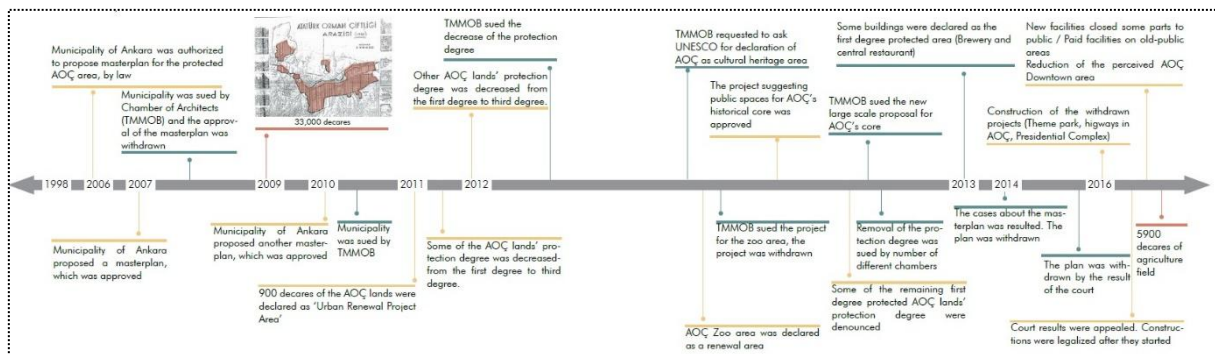 Municipality of Ankara was authorized
to propose masterplan for the protected
AOÇ area, by law
Municipality was sued by
Chamber of Architects
(TMMOB) and the approv-
al of the masterplan was
withdrawn
ATATÜRK ORMAN ÇİFTLİĞİ
ARAZİSİ
33,000 decares
TMMOB sued the
decrease of the protection
degree
Other AOÇ lands' protection
degree was decreased from
the first degree to third degree.
TMMOB requested to ask
UNESCO for declaration of
AOÇ as cultural heritage area
The project suggesting
public spaces for AOÇ's
historical core was
approved
TMMOB sued the new
large scale proposal for
AOÇ's core
Some buildings were declared as the
first degree protected area (Brewery and
central restaurant)
New facilities closed some parts to
public / Paid facilities on old-public
areas
Reduction of the perceived AOÇ
Downtown area
Construction of the withdrawn
projects (Theme park, higways in
AOÇ, Presidential Complex)
1998 2006 2007 2009 2010 2011 2012 2013 2014 2016
Municipality of Ankara
proposed a masterplan,
which was approved
Municipality of Ankara
proposed another master-
plan, which was approved
Municipality
was sued by
TMMOB
900 decares of the AOÇ lands were
declared as 'Urban Renewal Project
Area'
Some of the AOÇ lands' pro-
tection degree was decreased-
from the first degree to third
degree.
TMMOB sued the project
for the zoo area, the
project was withdrawn
AOÇ Zoo area was declared
as a renewal area
Removal of the pro-
tection degree was
sued by number of
different chambers
Some of the remaining first
degree protected AOÇ lands'
protection degree were
denounced
The cases about the mas-
terplan was resulted. The
plan was withdrawn
The plan was with-
drawn by the result
of the court
5900
decares of
agriculture
field
Court results were appealed. Construc-
tions were legalized after they started